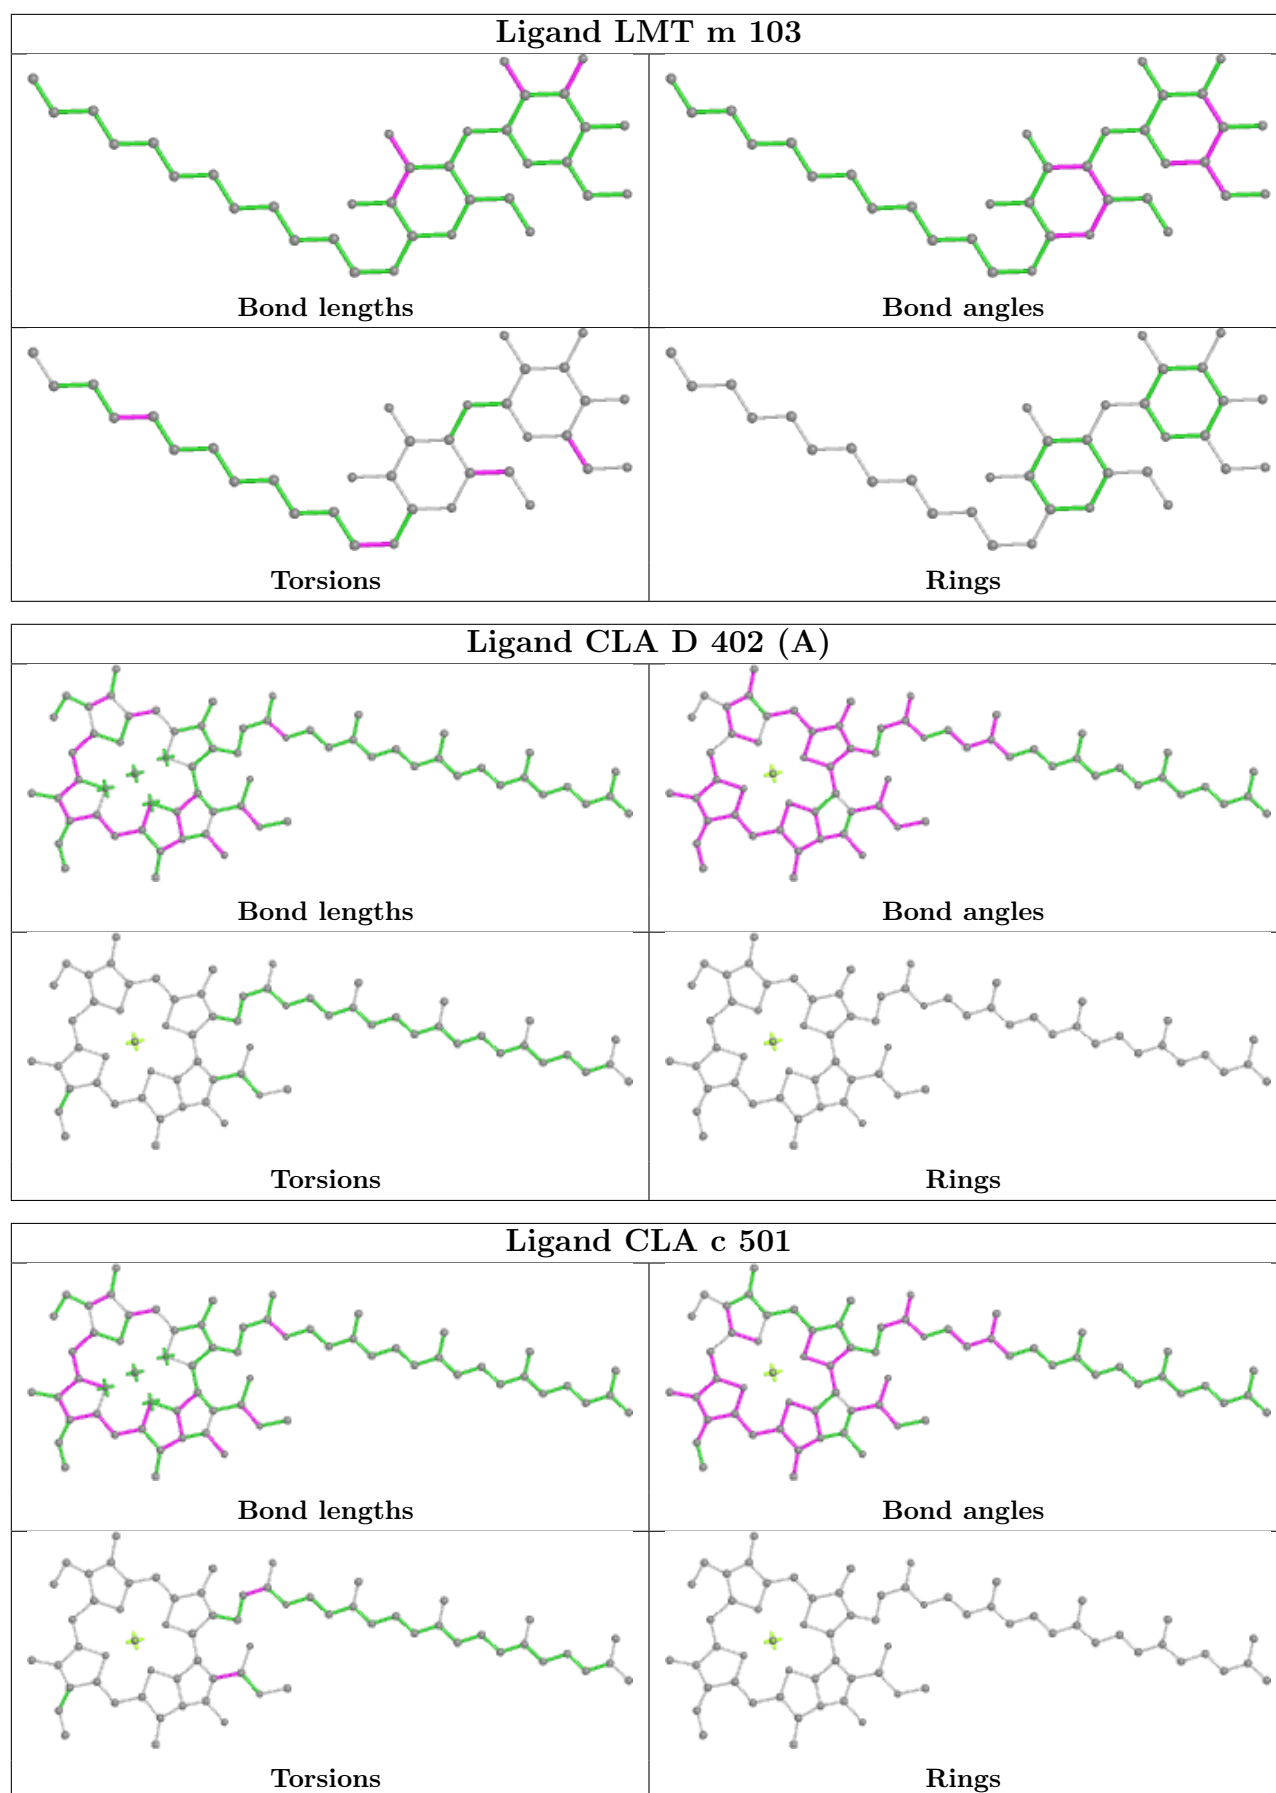 Ligand LMT m 103
Bond lengths
Bond angles
Torsions
Rings
Ligand CLA D 402 (A)
Bond lengths
Bond angles
Torsions
Rings
Ligand CLA c 501
Bond lengths
Bond angles
Torsions
Rings